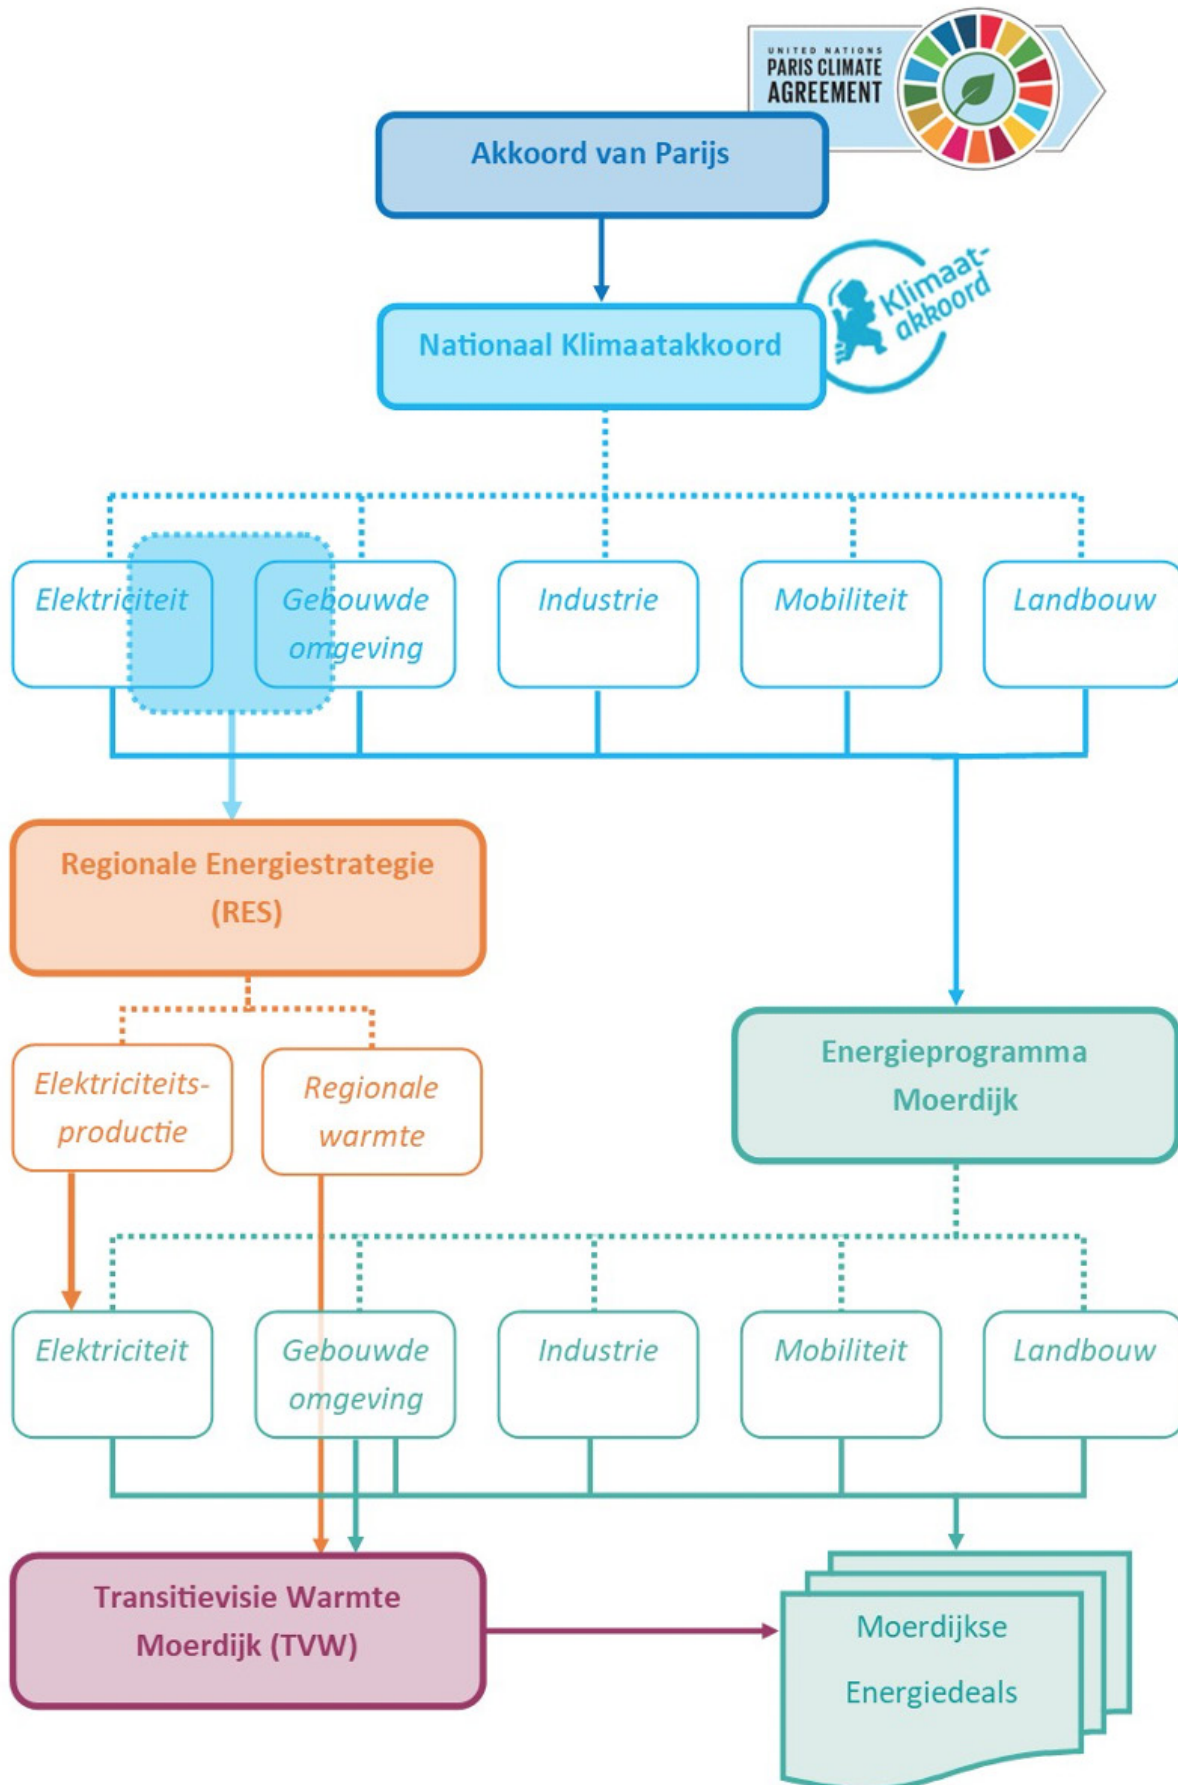 UNITED NATIONS
PARIS CLIMATE
AGREEMENT
Akkoord van Parijs
Klimaat-
akkoord
Nationaal Klimaatakkoord
Elektriciteit
Gebouwde
omgeving
Industrie
Mobiliteit
Landbouw
Regionale Energiestrategie
(RES)
Energieprogramma
Moerdijk
Elektriciteits-
productie
Regionale
warmte
Elektriciteit
Gebouwde
omgeving
Industrie
Mobiliteit
Landbouw
Transitievisie Warmte
Moerdijk (TVW)
Moerdijkse
Energiedeals